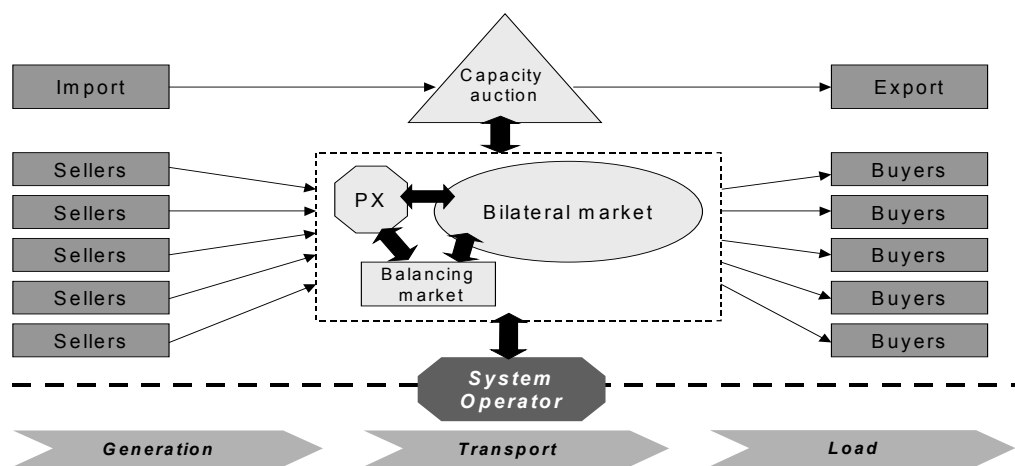 Import
Capacity
auction
Export
Sellers
Sellers
Sellers
Sellers
Sellers
PX
Bilateral market
Balancing
market
Buyers
Buyers
Buyers
Buyers
Buyers
System
Operator
Generation
Transport
Load